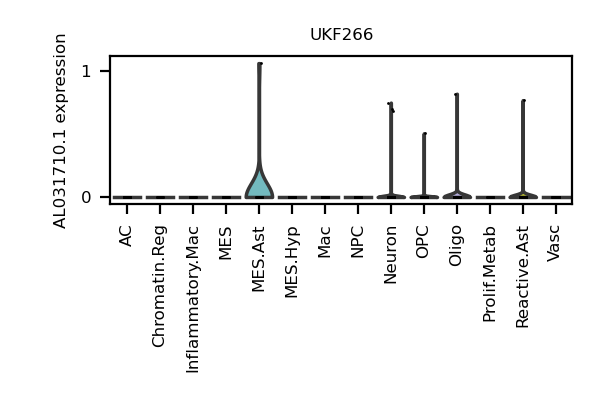 UKF266
AL031710.1 expression
1
0
AC
Chromatin.Reg
Inflammatory.Mac
MES
MES.Ast
MES.Hyp
Mac
NPC
Neuron
OPC
Oligo
Prolif.Metab
Reactive.Ast
Vasc